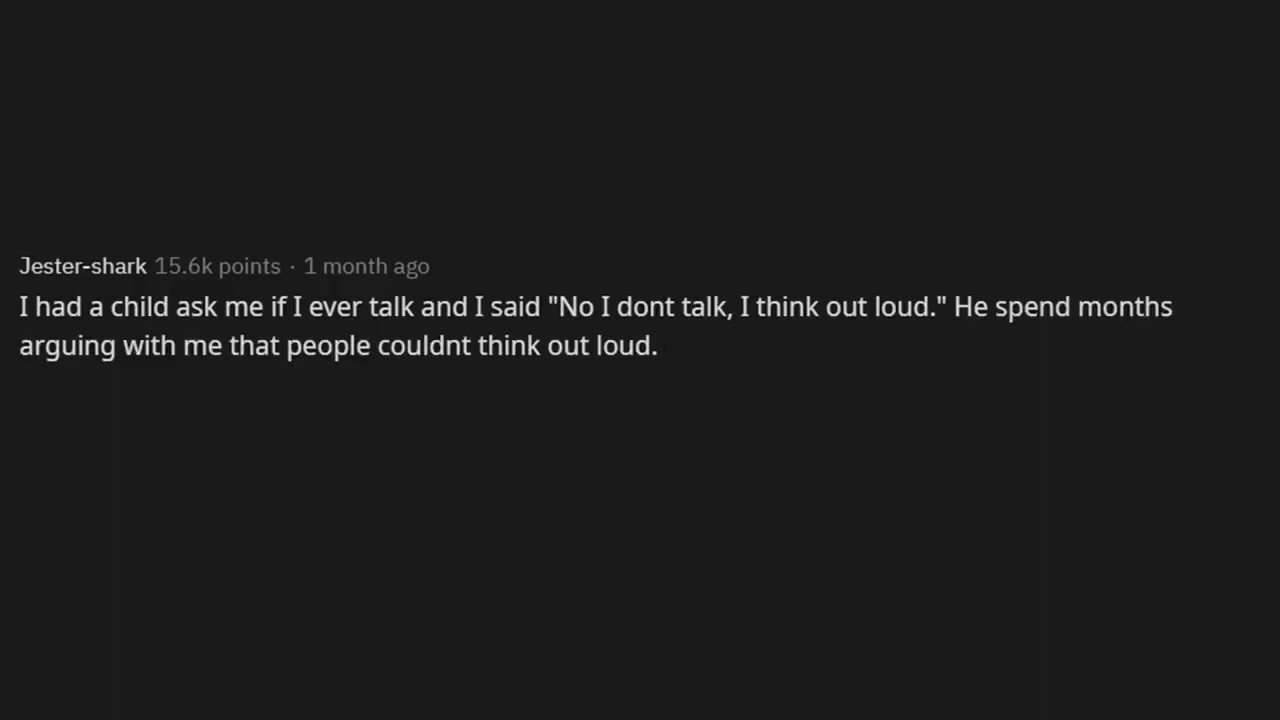 Jester-shark 15.6k points · 1 month ago
I had a child ask me if I ever talk and I said "No I dont talk, I think out loud." He spend months
arguing with me that people couldnt think out loud.